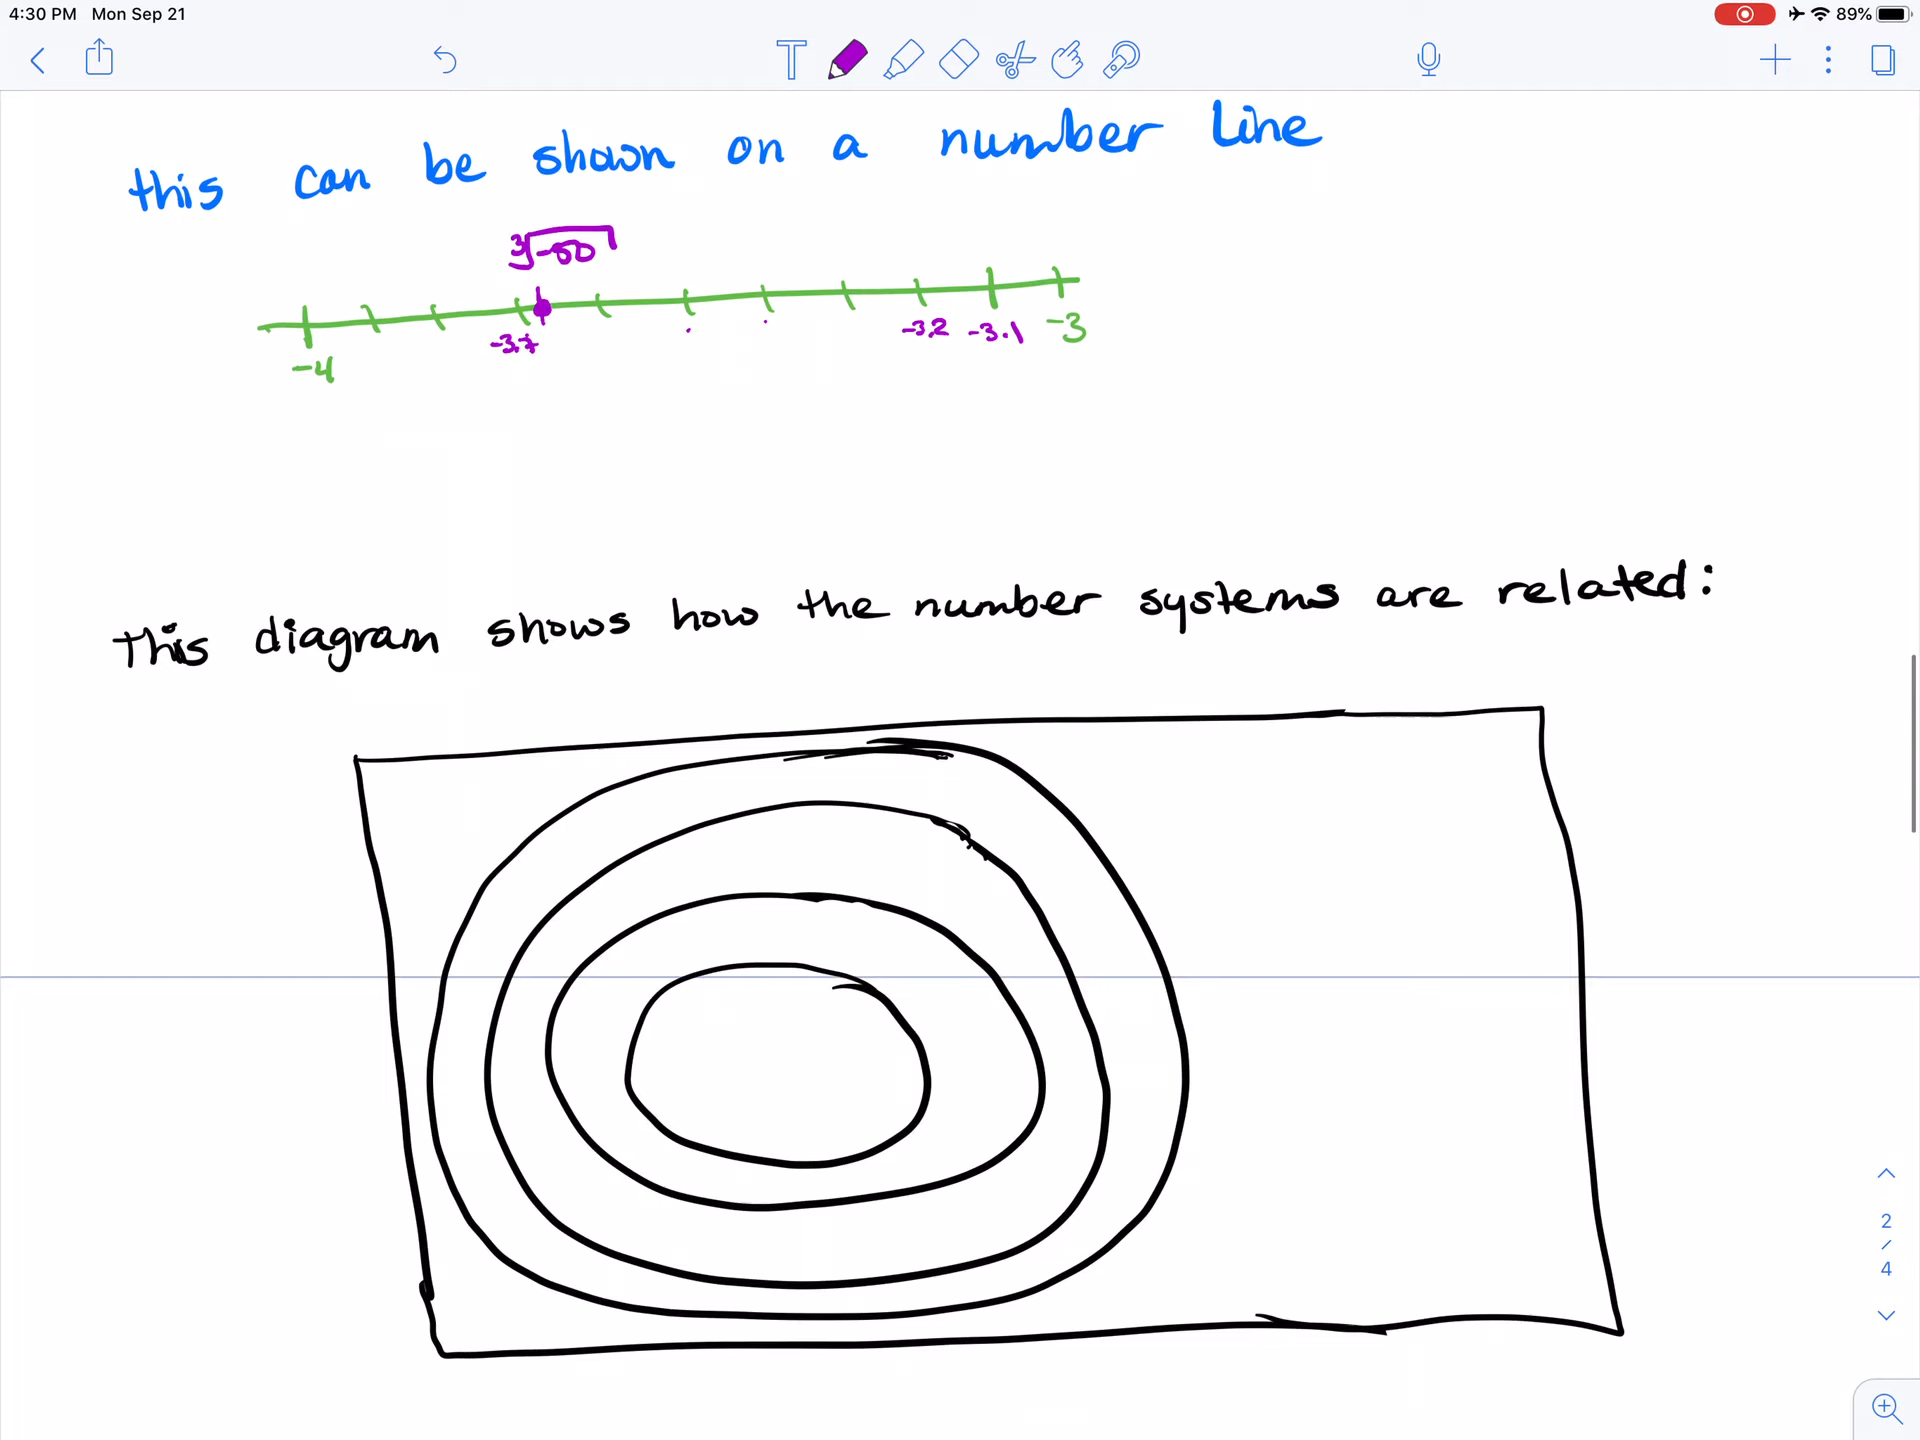 4:30 PM Mon Sep 21
89%
T
this can be shown on a number line
∛-50
-4 -3.7 -3.2 -3.1 -3
This diagram shows how the number systems are related:
2
/
4